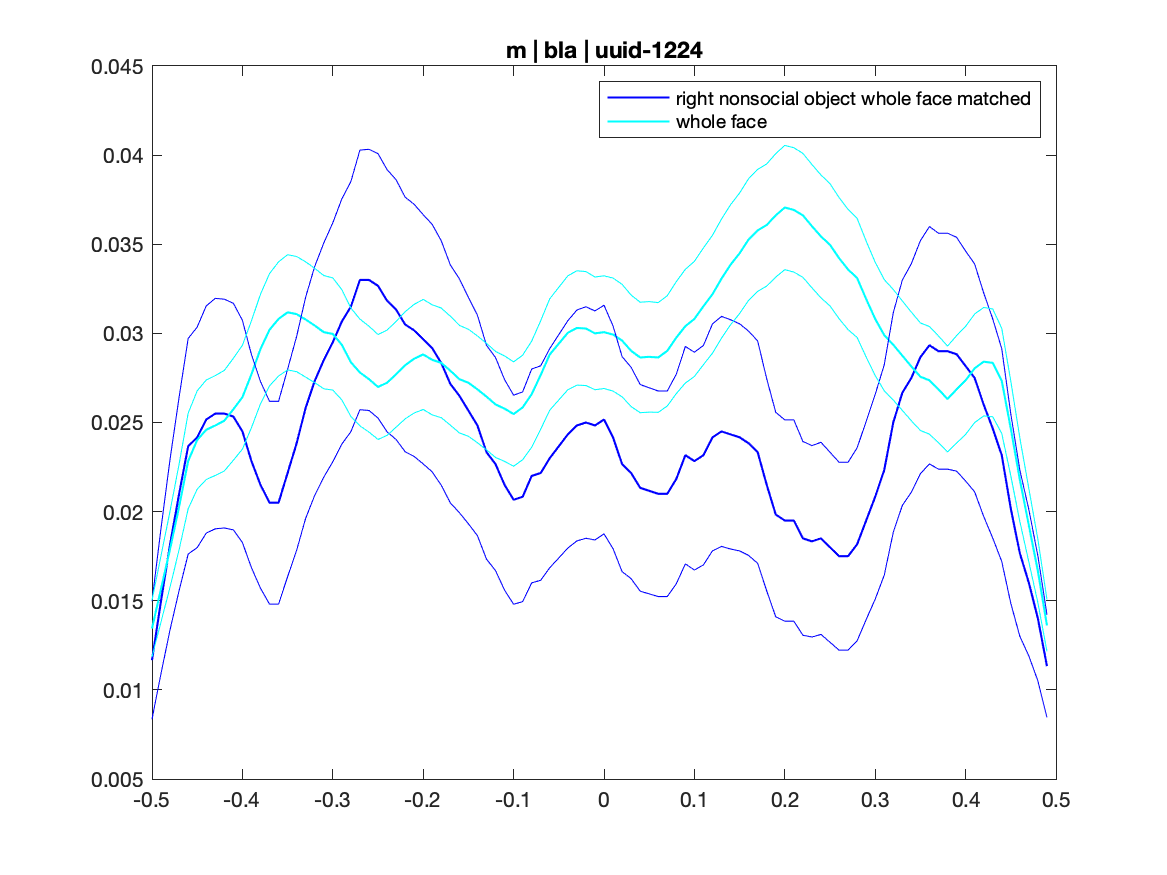 m | bla | uuid-1224
right nonsocial object whole face matched
whole face
0.045
0.04
0.035
0.03
0.025
0.02
0.015
0.01
0.005
-0.5 -0.4 -0.3 -0.2 -0.1 0 0.1 0.2 0.3 0.4 0.5